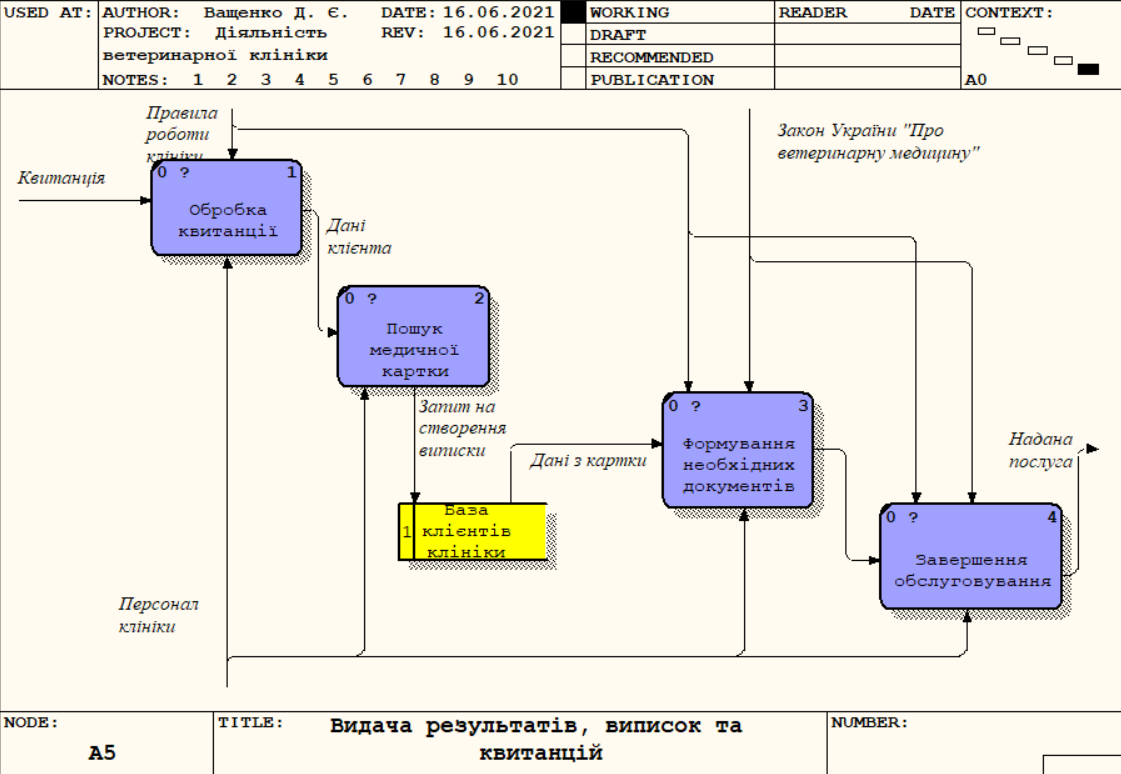 USED AT:
AUTHOR: Ващенко Д. Є. DATE: 16.06.2021
PROJECT: Діяльність REV: 16.06.2021
ветеринарної клініки
NOTES: 1 2 3 4 5 6 7 8 9 10
WORKING
DRAFT
RECOMMENDED
PUBLICATION
READER DATE
CONTEXT:
A0
Правила
роботи
клініки
Закон України "Про
ветеринарну медицину"
Квитанція
0 ? 1
Обробка
квитанції
Дані
клієнта
0 ? 2
Пошук
медичної
картки
Запит на
створення
виписки
Дані з картки
0 ? 3
Формування
необхідних
документів
Надана
послуга
1
База
клієнтів
клініки
0 ? 4
Завершення
обслуговування
Персонал
клініки
NODE:
A5
TITLE:
Видача результатів, виписок та
квитанцій
NUMBER: